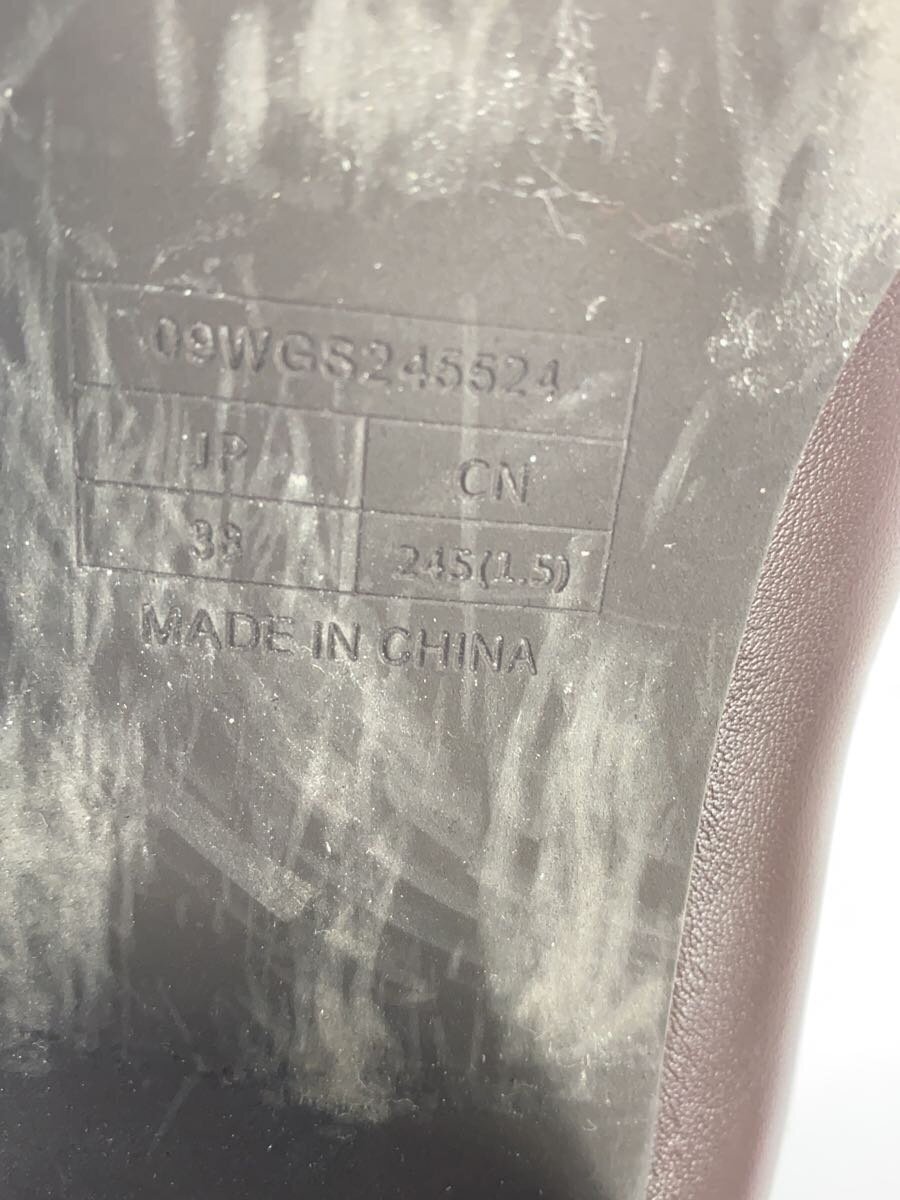 09WGS245524
JP CN
38 245(1.5)
MADE IN CHINA